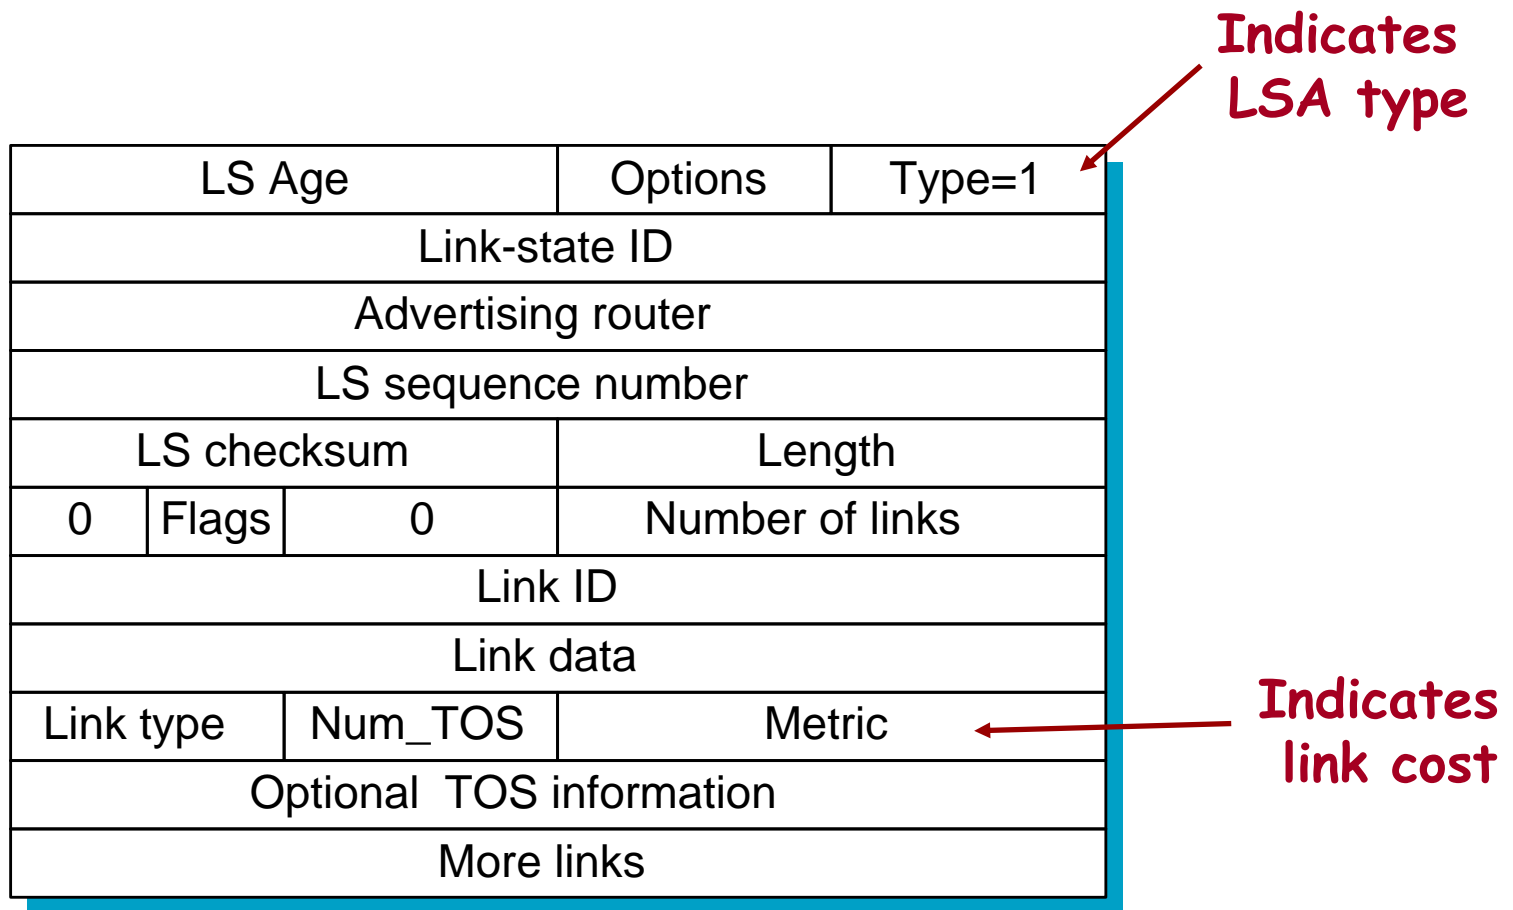 Indicates
LSA type
LS Age Options Type=1
Link-state ID
Advertising router
LS sequence number
LS checksum Length
0 Flags 0 Number of links
Link ID
Link data
Link type Num_TOS Metric
Indicates
link cost
Optional TOS information
More links